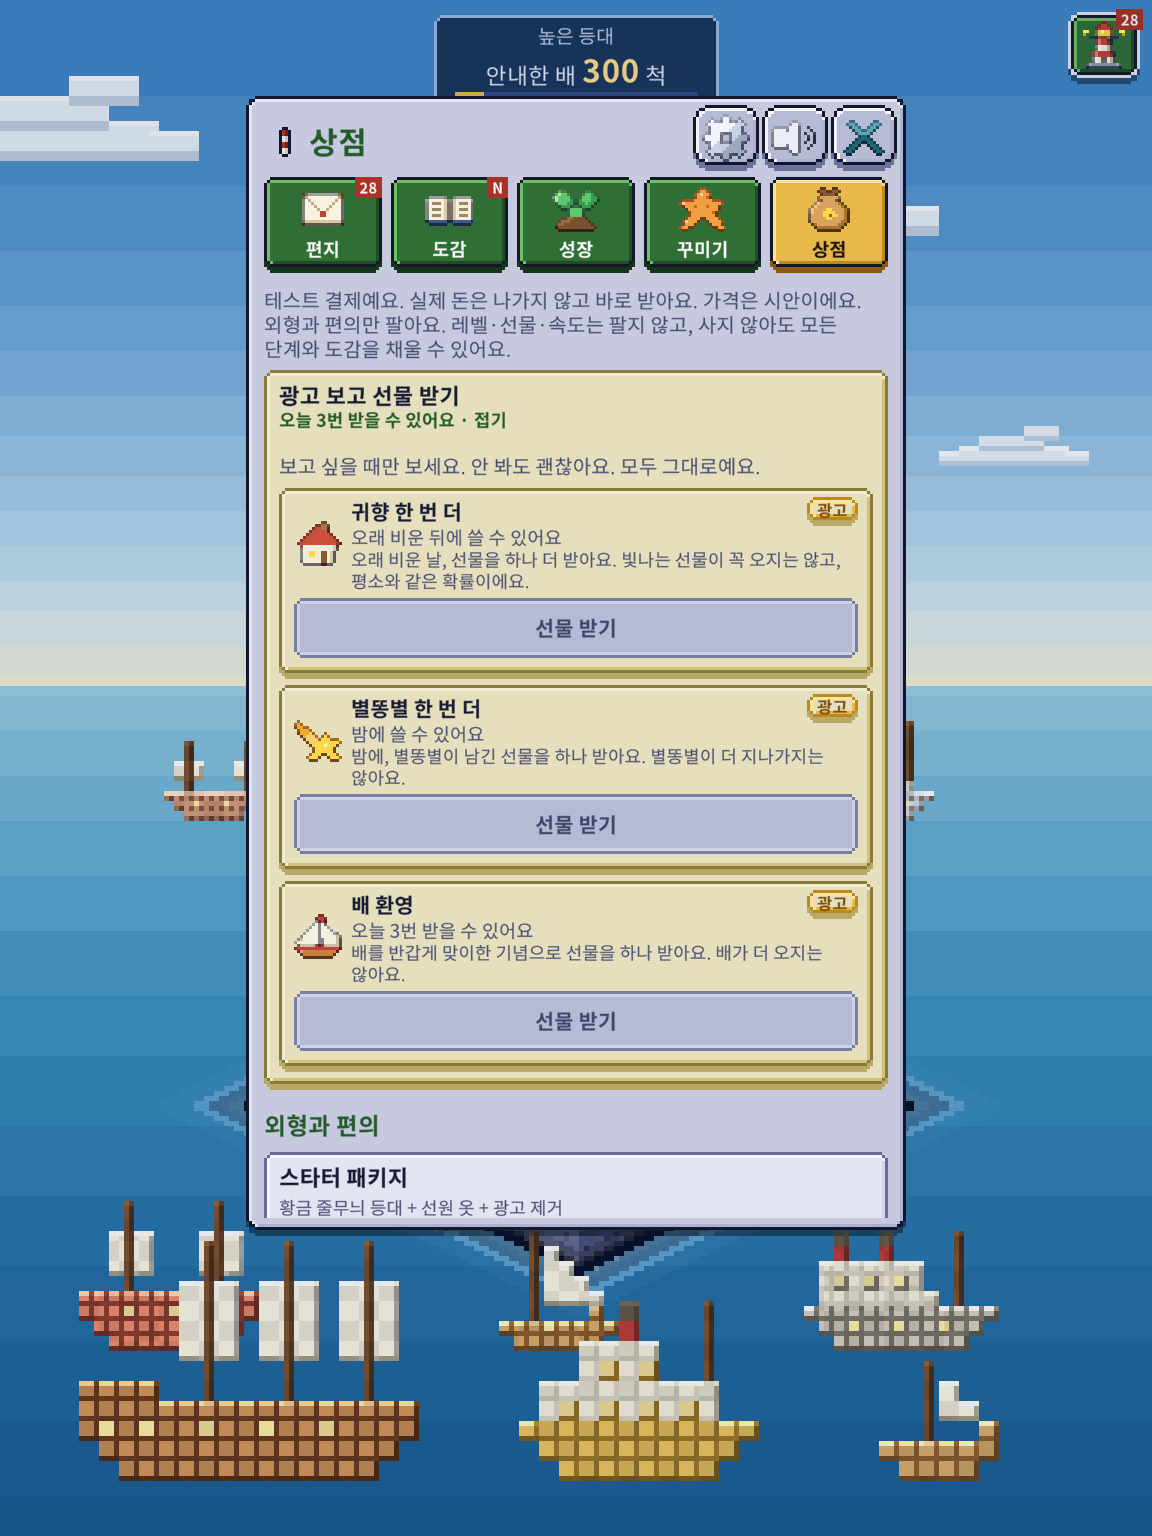 높은 등대
안내한 배 300 척
28
상점
28
N
편지
도감
성장
꾸미기
상점
테스트 결제예요. 실제 돈은 나가지 않고 바로 받아요. 가격은 시안이에요.
외형과 편의만 팔아요. 레벨·선물·속도는 팔지 않고, 사지 않아도 모든
단계와 도감을 채울 수 있어요.
광고 보고 선물 받기
오늘 3번 받을 수 있어요 · 접기
보고 싶을 때만 보세요. 안 봐도 괜찮아요. 모두 그대로예요.
귀향 한 번 더
광고
오래 비운 뒤에 쓸 수 있어요
오래 비운 날, 선물을 하나 더 받아요. 빛나는 선물이 꼭 오지는 않고,
평소와 같은 확률이에요.
선물 받기
별똥별 한 번 더
광고
밤에 쓸 수 있어요
밤에, 별똥별이 남긴 선물을 하나 받아요. 별똥별이 더 지나가지는
않아요.
선물 받기
배 환영
광고
오늘 3번 받을 수 있어요
배를 반갑게 맞이한 기념으로 선물을 하나 받아요. 배가 더 오지는
않아요.
선물 받기
외형과 편의
스타터 패키지
황금 줄무늬 등대 + 선원 옷 + 광고 제거